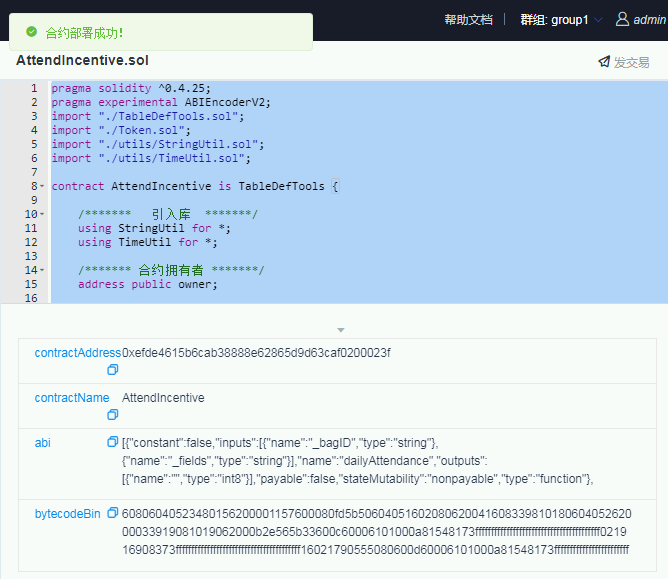 帮助文档 群组: group1 admin
合约部署成功!
AttendIncentive.sol 发交易
1 pragma solidity ^0.4.25;
2 pragma experimental ABIEncoderV2;
3 import "./TableDefTools.sol";
4 import "./Token.sol";
5 import "./utils/StringUtil.sol";
6 import "./utils/TimeUtil.sol";
7
8 contract AttendIncentive is TableDefTools {
9
10 /******* 引入库 *******/
11 using StringUtil for *;
12 using TimeUtil for *;
13
14 /******* 合约拥有者 *******/
15 address public owner;
16
contractAddress 0xefde4615b6cab38888e62865d9d63caf0200023f
contractName AttendIncentive
abi [{"constant":false,"inputs":[{"name":"_bagID","type":"string"},
{"name":"_fields","type":"string"}],"name":"dailyAttendance","outputs":
[{"name":"","type":"int8"}],"payable":false,"stateMutability":"nonpayable","type":"function"},
bytecodeBin